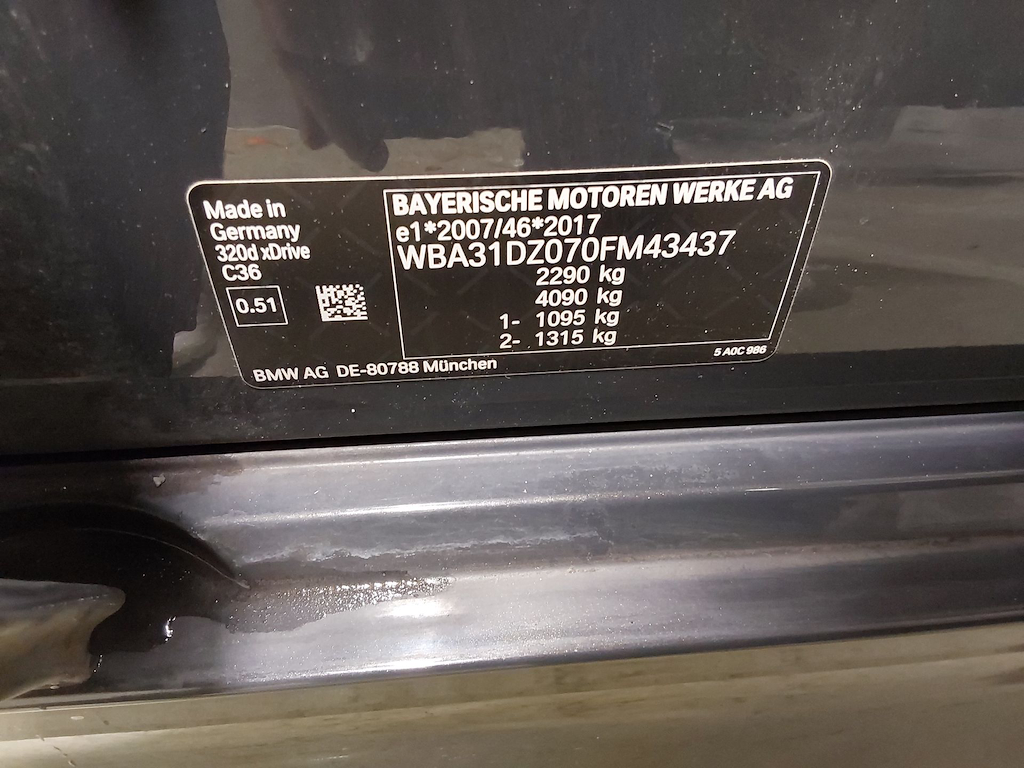 Made in
Germany
320d xDrive
C36
0.51
BAYERISCHE MOTOREN WERKE AG
e1*2007/46*2017
WBA31DZ070FM43437
2290 kg
4090 kg
1- 1095 kg
2- 1315 kg
BMW AG DE-80788 München
5 A0C 986